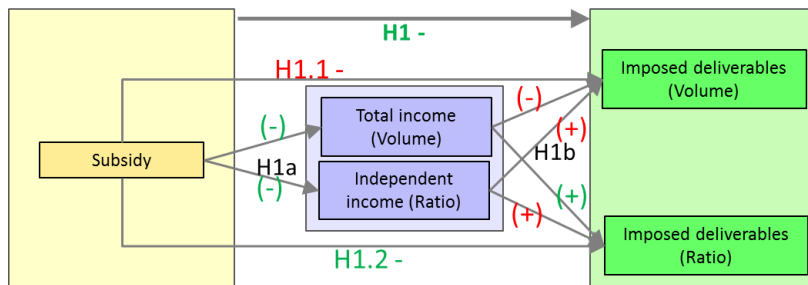 H1 -
H1.1 -
Imposed deliverables
(Volume)
(-)
(-)
Total income
(Volume)
(+)
Subsidy
H1a
H1b
(-)
Independent
income (Ratio)
(+)
(+)
Imposed deliverables
(Ratio)
H1.2 -